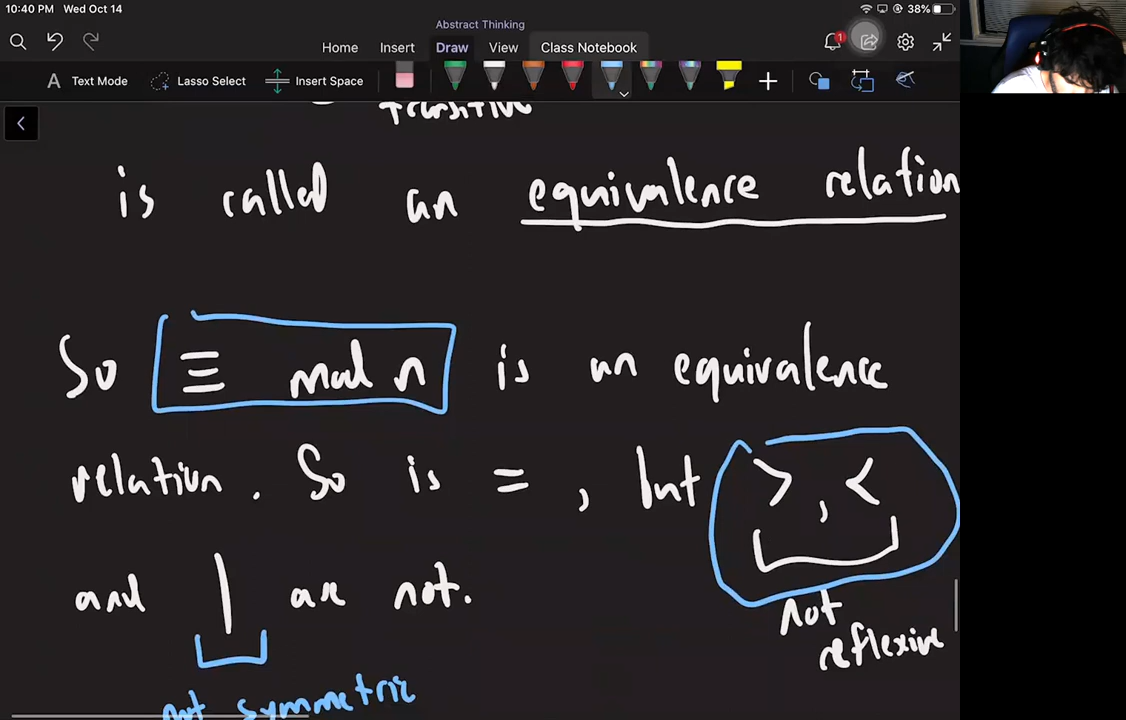 10:40 PM Wed Oct 14
38%
Abstract Thinking
Home Insert Draw View Class Notebook
1
A Text Mode Lasso Select Insert Space
transitive
is called an equivalence relation
So ≡ mod n is an equivalence
relation. So is =, but >, <
and | are not.
not
reflexive
not symmetric